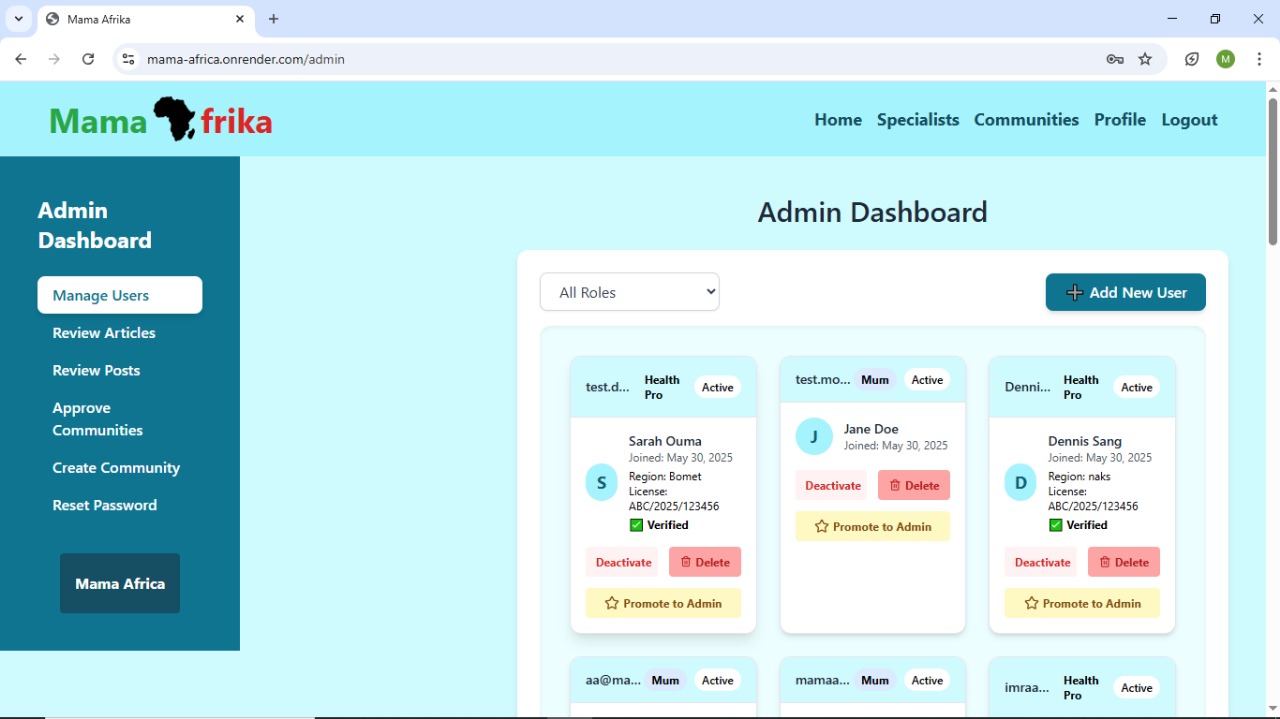 Mama Afrika
mama-africa.onrender.com/admin
M
Mama frika
Home Specialists Communities Profile Logout
Admin
Dashboard
Manage Users
Review Articles
Review Posts
Approve
Communities
Create Community
Reset Password
Mama Africa
Admin Dashboard
All Roles
Add New User
test.d... Health
Pro Active
S
Sarah Ouma
Joined: May 30, 2025
Region: Bomet
License:
ABC/2025/123456
Verified
Deactivate Delete
Promote to Admin
test.mo... Mum Active
J
Jane Doe
Joined: May 30, 2025
Deactivate Delete
Promote to Admin
Denni... Health
Pro Active
D
Dennis Sang
Joined: May 30, 2025
Region: naks
License:
ABC/2025/123456
Verified
Deactivate Delete
Promote to Admin
aa@ma... Mum Active
mamaa... Mum Active
imraa... Health
Pro Active